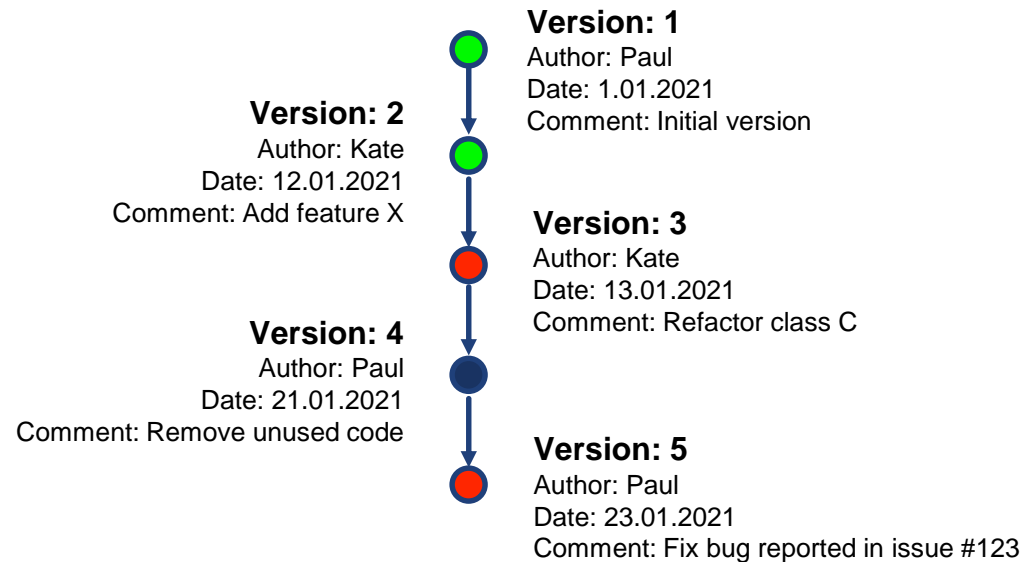 Version: 1
Author: Paul
Date: 1.01.2021
Comment: Initial version
Version: 2
Author: Kate
Date: 12.01.2021
Comment: Add feature X
Version: 3
Author: Kate
Date: 13.01.2021
Comment: Refactor class C
Version: 4
Author: Paul
Date: 21.01.2021
Comment: Remove unused code
Version: 5
Author: Paul
Date: 23.01.2021
Comment: Fix bug reported in issue #123